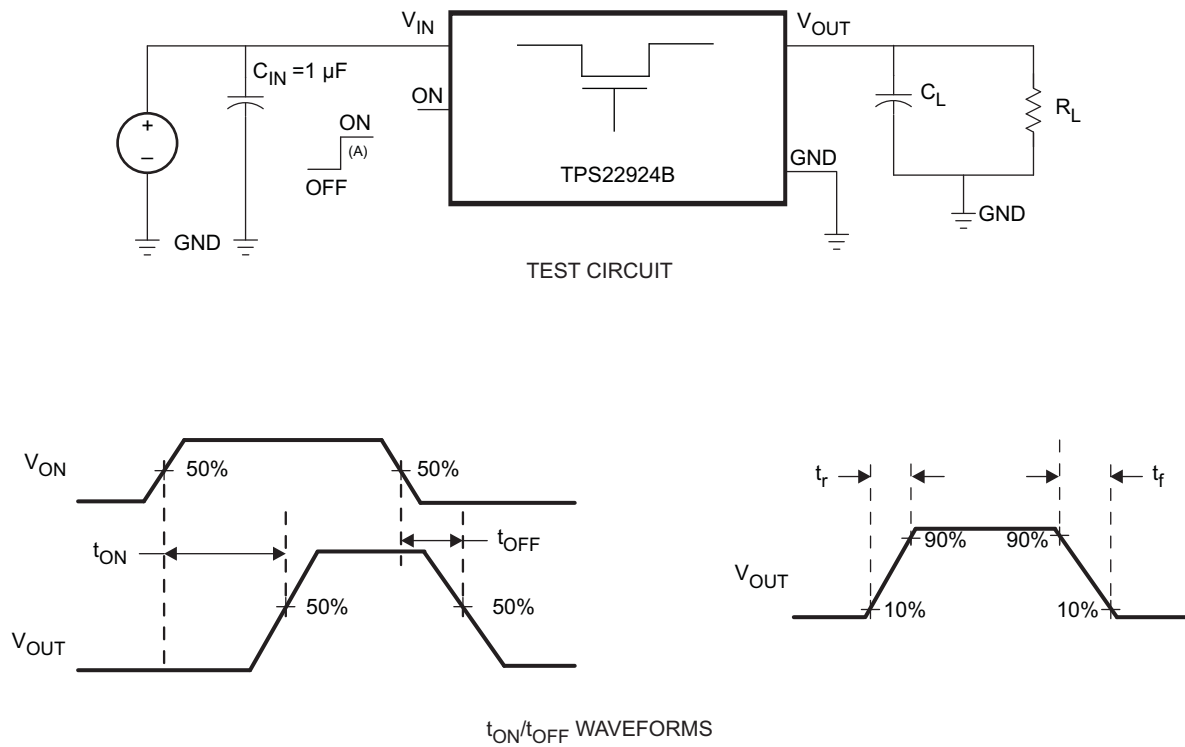 V_IN
V_OUT
C_IN =1 µF
ON
ON
(A)
OFF
C_L
R_L
GND
TPS22924B
GND
GND
TEST CIRCUIT
V_ON
50%
50%
t_ON
t_OFF
50%
50%
V_OUT
t_r
t_f
90%
90%
V_OUT
10%
10%
t_ON/t_OFF WAVEFORMS